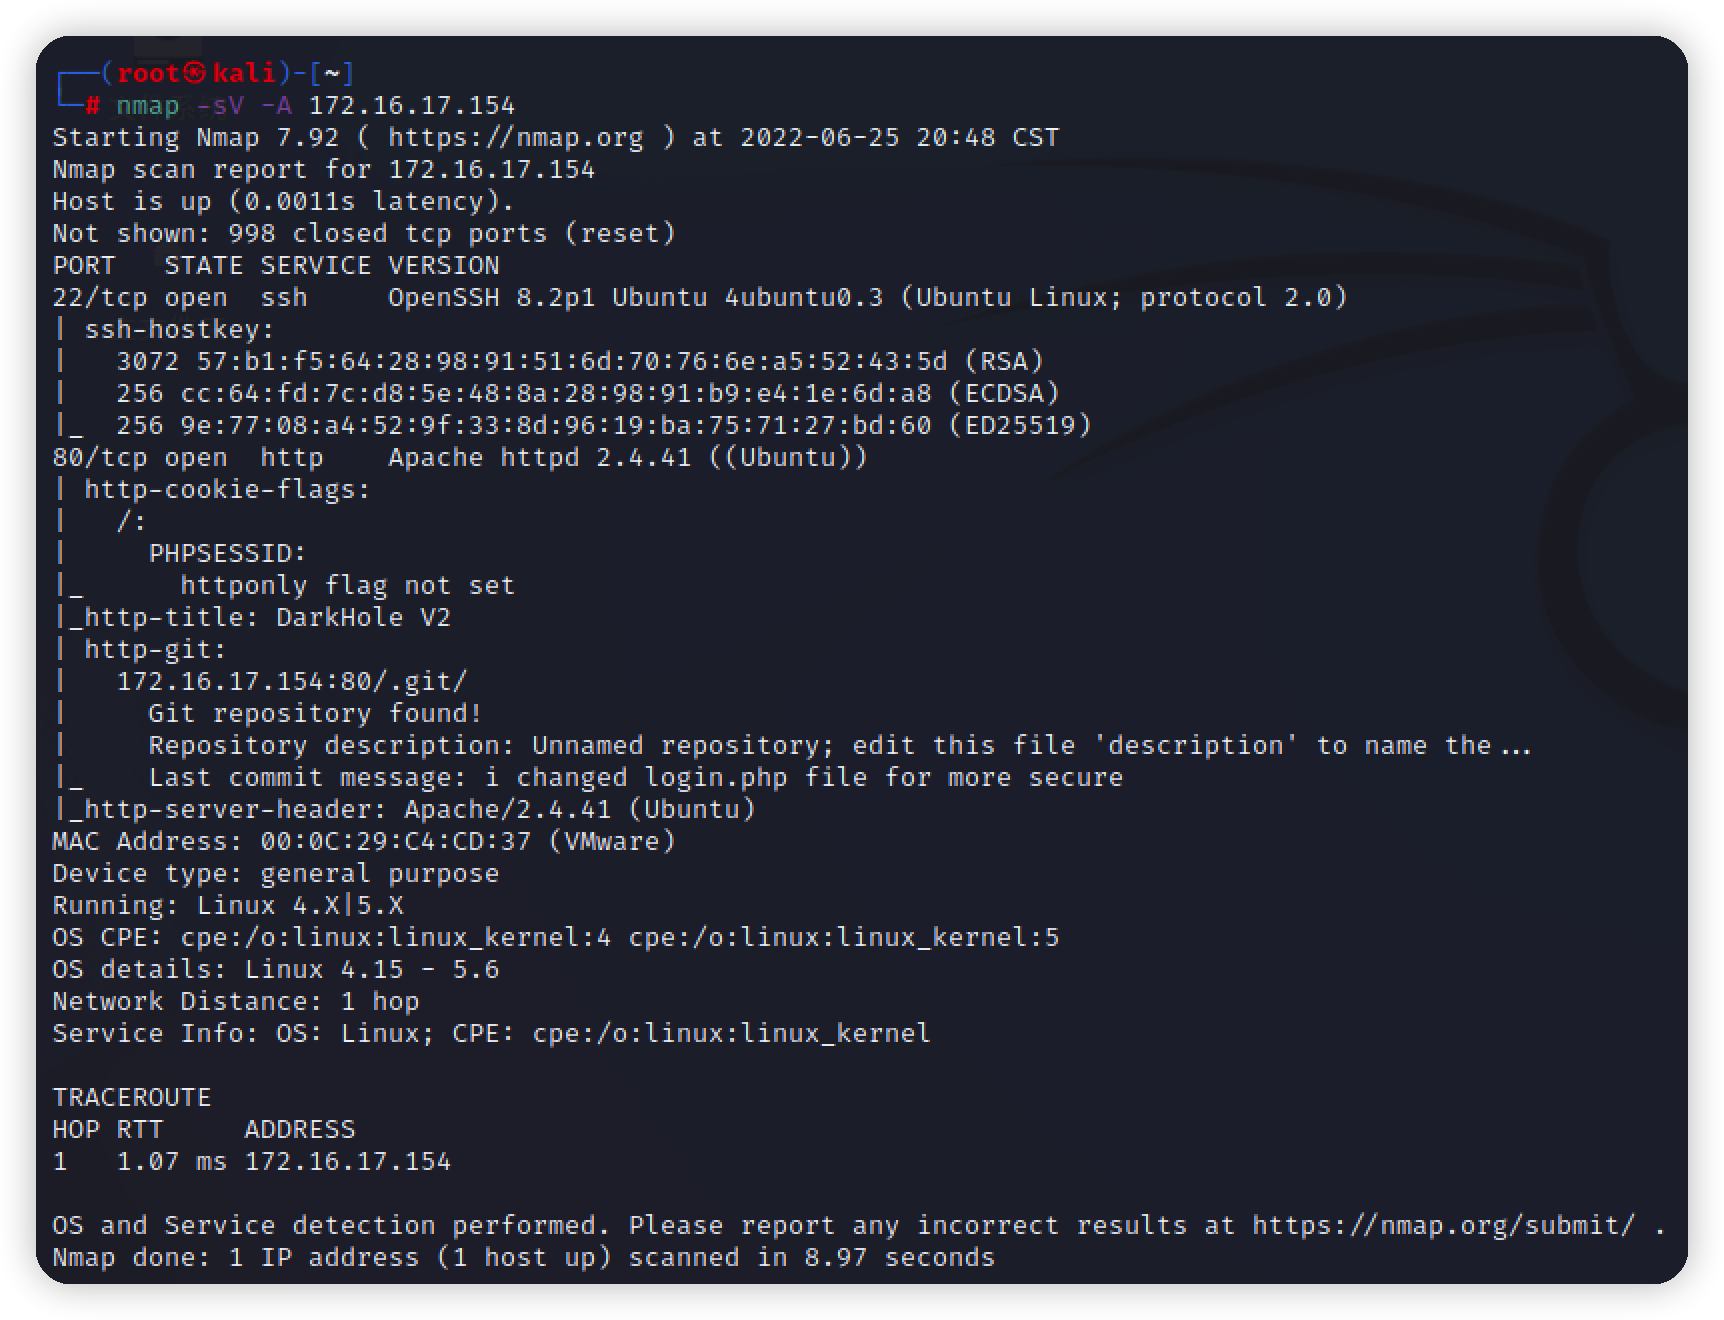 ┌──(root㉿kali)-[~]
└─# nmap -sV -A 172.16.17.154
Starting Nmap 7.92 ( https://nmap.org ) at 2022-06-25 20:48 CST
Nmap scan report for 172.16.17.154
Host is up (0.0011s latency).
Not shown: 998 closed tcp ports (reset)
PORT   STATE SERVICE VERSION
22/tcp open  ssh     OpenSSH 8.2p1 Ubuntu 4ubuntu0.3 (Ubuntu Linux; protocol 2.0)
| ssh-hostkey:
|   3072 57:b1:f5:64:28:98:91:51:6d:70:76:6e:a5:52:43:5d (RSA)
|   256 cc:64:fd:7c:d8:5e:48:8a:28:98:91:b9:e4:1e:6d:a8 (ECDSA)
|_  256 9e:77:08:a4:52:9f:33:8d:96:19:ba:75:71:27:bd:60 (ED25519)
80/tcp open  http    Apache httpd 2.4.41 ((Ubuntu))
| http-cookie-flags:
|   /:
|     PHPSESSID:
|_      httponly flag not set
|_http-title: DarkHole V2
| http-git:
|   172.16.17.154:80/.git/
|     Git repository found!
|     Repository description: Unnamed repository; edit this file 'description' to name the...
|_    Last commit message: i changed login.php file for more secure
|_http-server-header: Apache/2.4.41 (Ubuntu)
MAC Address: 00:0C:29:C4:CD:37 (VMware)
Device type: general purpose
Running: Linux 4.X|5.X
OS CPE: cpe:/o:linux:linux_kernel:4 cpe:/o:linux:linux_kernel:5
OS details: Linux 4.15 - 5.6
Network Distance: 1 hop
Service Info: OS: Linux; CPE: cpe:/o:linux:linux_kernel

TRACEROUTE
HOP RTT     ADDRESS
1   1.07 ms 172.16.17.154

OS and Service detection performed. Please report any incorrect results at https://nmap.org/submit/ .
Nmap done: 1 IP address (1 host up) scanned in 8.97 seconds